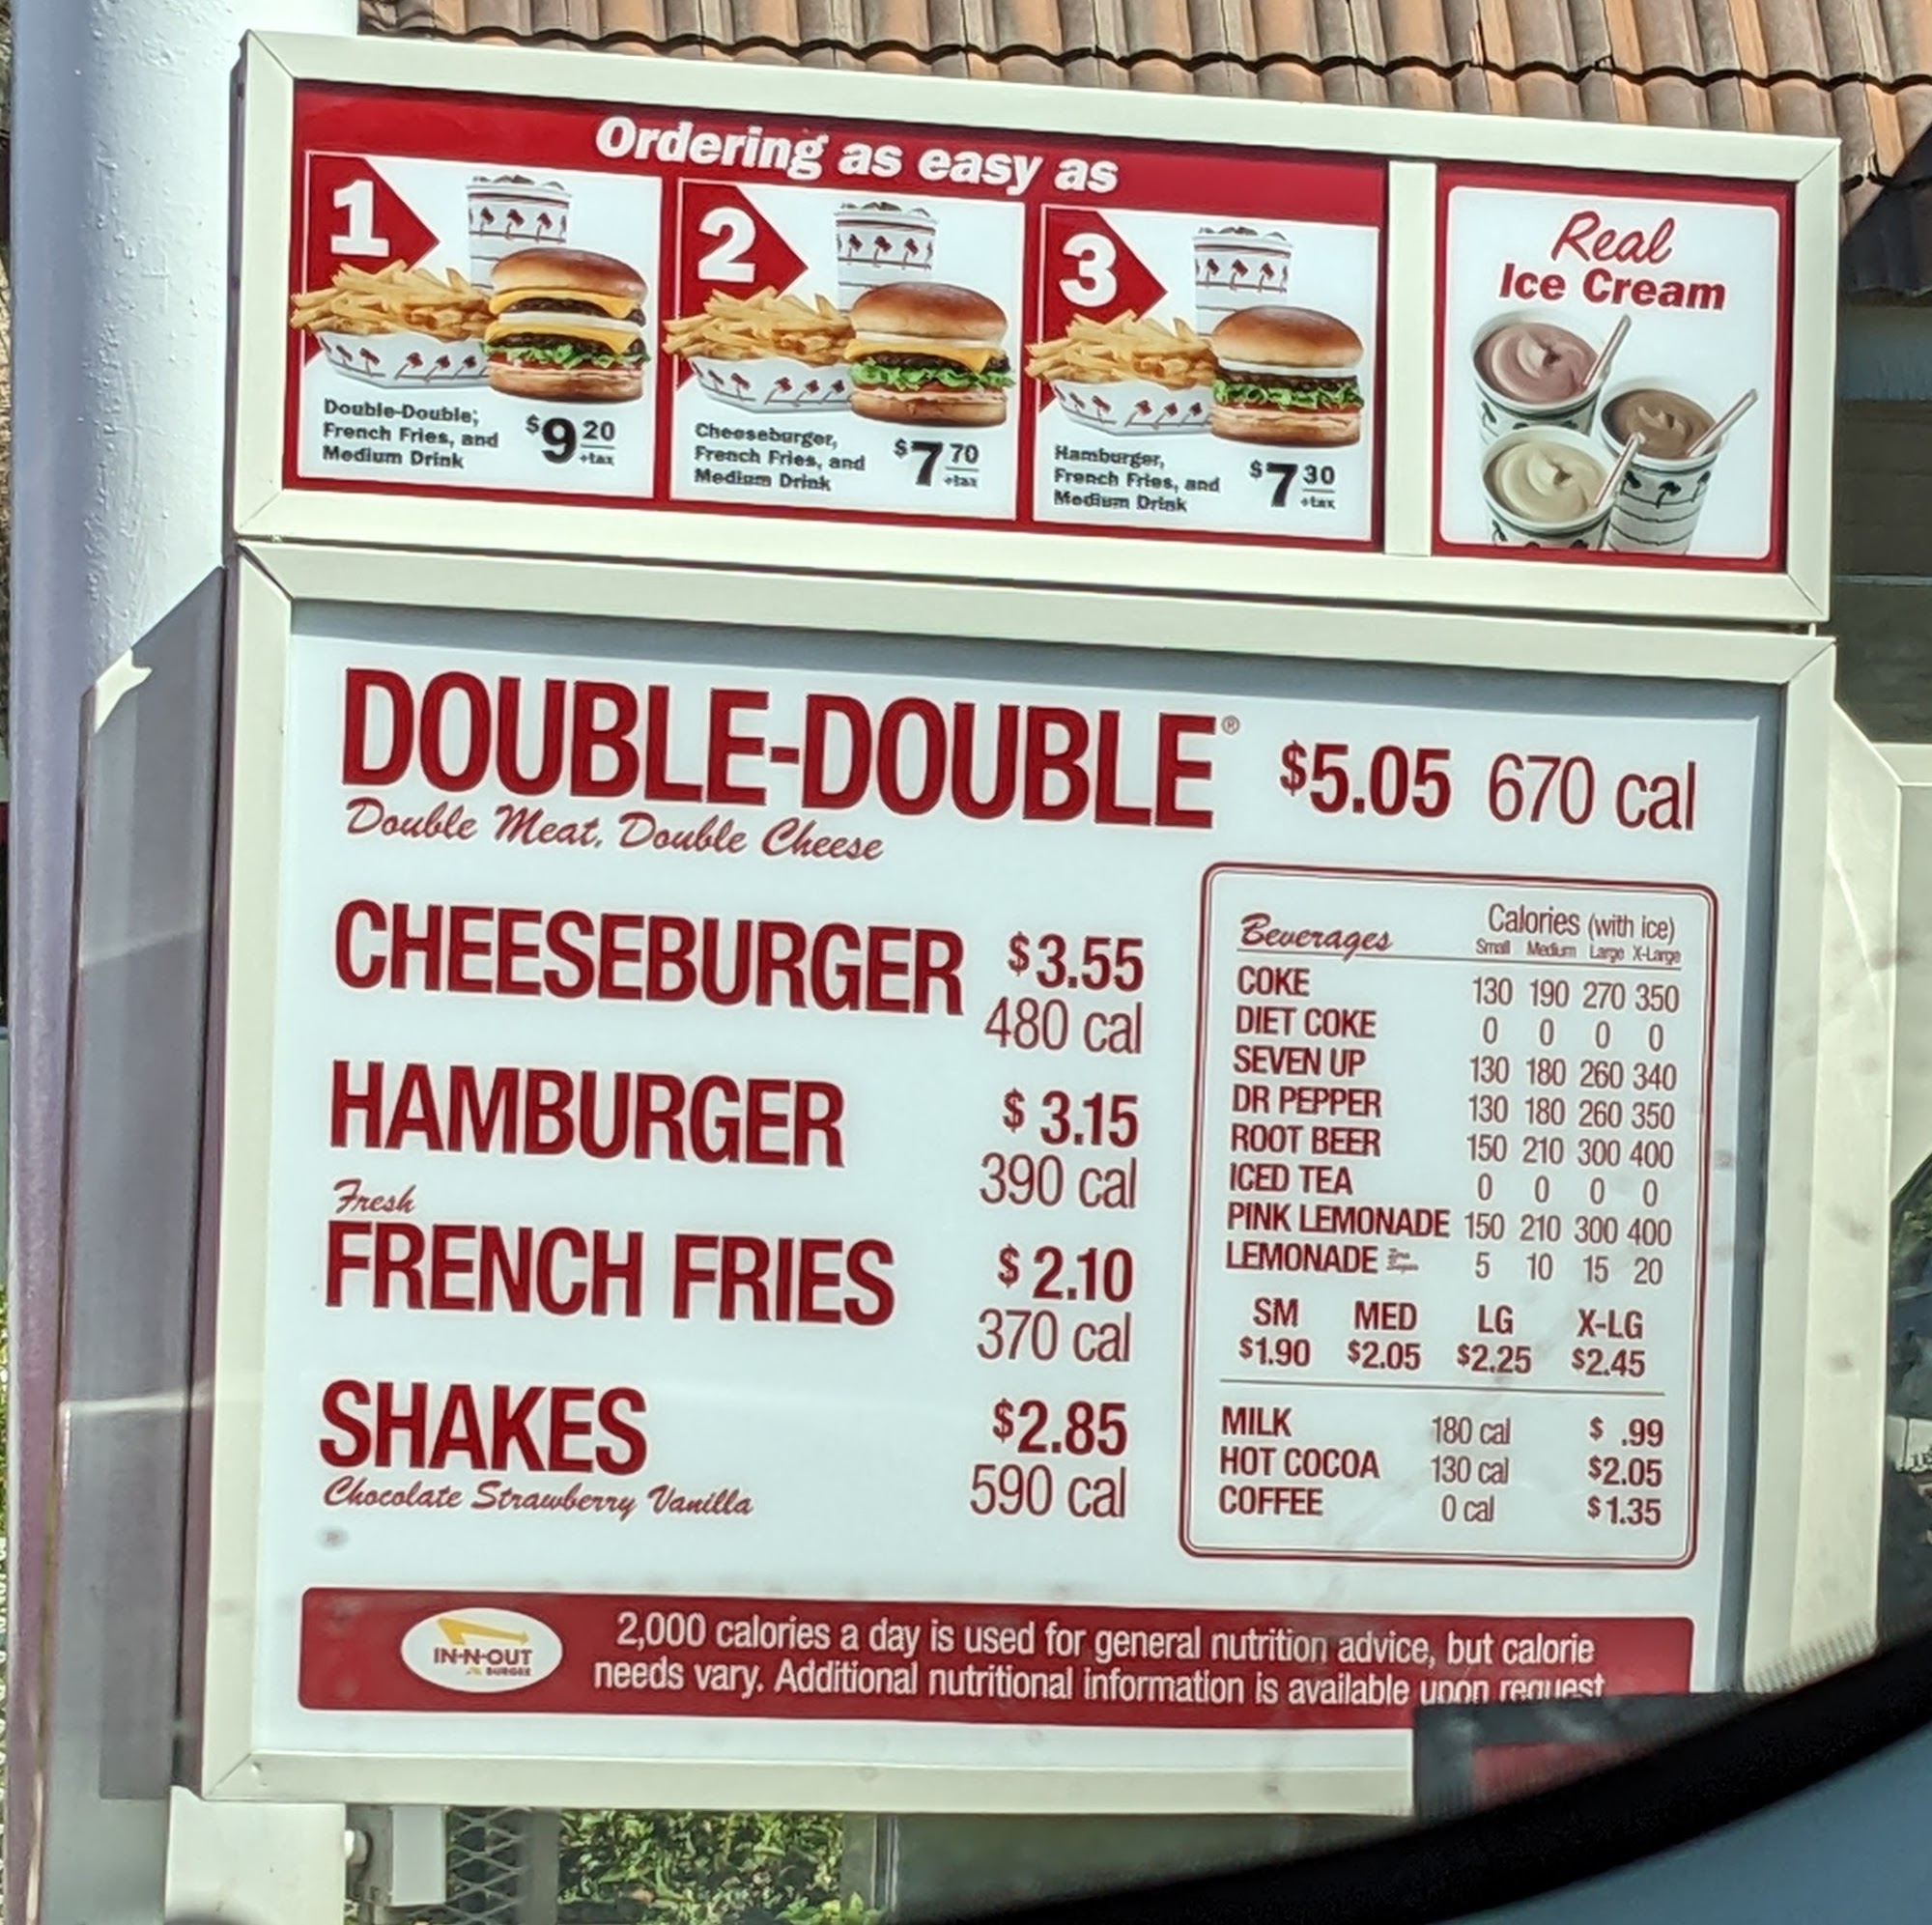 Ordering as easy as
1
Double-Double,
French Fries, and
Medium Drink
$9 20
+tax
2
Cheeseburger,
French Fries, and
Medium Drink
$7 70
+tax
3
Hamburger,
French Fries, and
Medium Drink
$7 30
+tax
Real
Ice Cream
DOUBLE-DOUBLE® $5.05 670 cal
Double Meat, Double Cheese
CHEESEBURGER $3.55
480 cal
HAMBURGER $3.15
390 cal
Fresh
FRENCH FRIES $2.10
370 cal
SHAKES $2.85
Chocolate Strawberry Vanilla 590 cal
Beverages Calories (with ice)
Small Medium Large X-Large
COKE 130 190 270 350
DIET COKE 0 0 0 0
SEVEN UP 130 180 260 340
DR PEPPER 130 180 260 350
ROOT BEER 150 210 300 400
ICED TEA 0 0 0 0
PINK LEMONADE 150 210 300 400
LEMONADE 5 10 15 20
SM MED LG X-LG
$1.90 $2.05 $2.25 $2.45
MILK 180 cal $ .99
HOT COCOA 130 cal $2.05
COFFEE 0 cal $1.35
IN-N-OUT
BURGER
2,000 calories a day is used for general nutrition advice, but calorie
needs vary. Additional nutritional information is available upon request